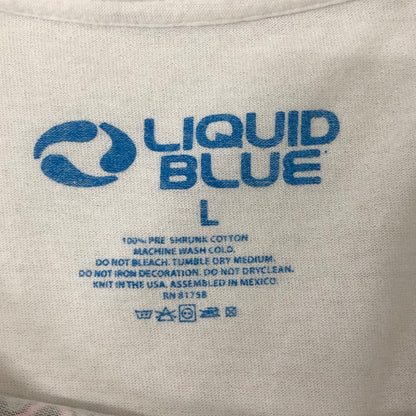 LIQUID
BLUE
L
100% PRE-SHRUNK COTTON
MACHINE WASH COLD.
DO NOT BLEACH. TUMBLE DRY MEDIUM.
DO NOT IRON DECORATION. DO NOT DRYCLEAN.
KNIT IN THE USA. ASSEMBLED IN MEXICO.
RN 81758